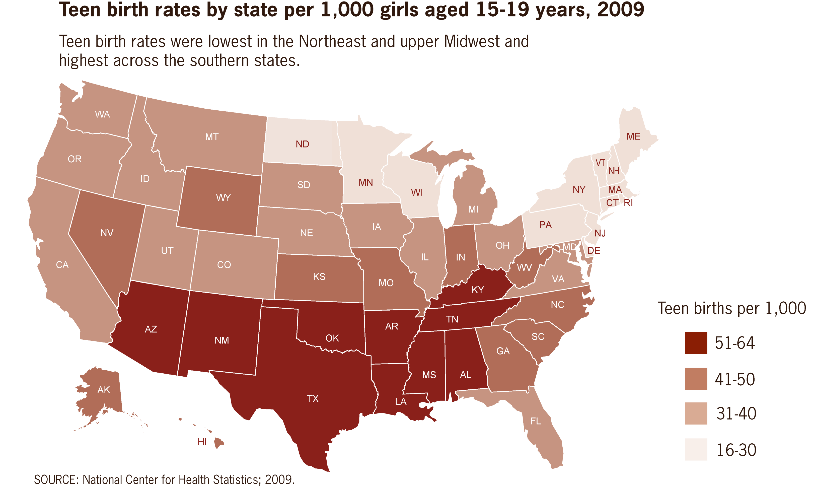 Teen birth rates by state per 1,000 girls aged 15-19 years, 2009
Teen birth rates were lowest in the Northeast and upper Midwest and
highest across the southern states.
WA
MT
ND
ME
OR
ID
SD
MN
WI
VT
NH
WY
NY
MA
CT RI
MI
NV
IA
PA
NJ
NE
OH
MD
DE
CA
UT
CO
IL
IN
WV
VA
KS
MO
KY
NC
AZ
NM
OK
AR
TN
SC
MS
AL
GA
TX
LA
FL
AK
HI
Teen births per 1,000
51-64
41-50
31-40
16-30
SOURCE: National Center for Health Statistics; 2009.